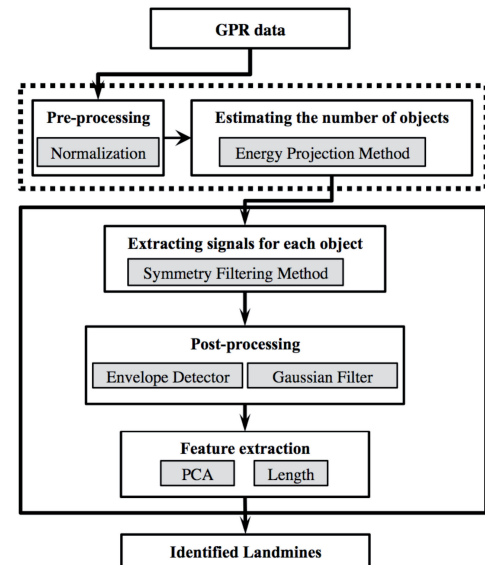 GPR data
Pre-processing
Normalization
Estimating the number of objects
Energy Projection Method
Extracting signals for each object
Symmetry Filtering Method
Post-processing
Envelope Detector
Gaussian Filter
Feature extraction
PCA
Length
Identified Landmines